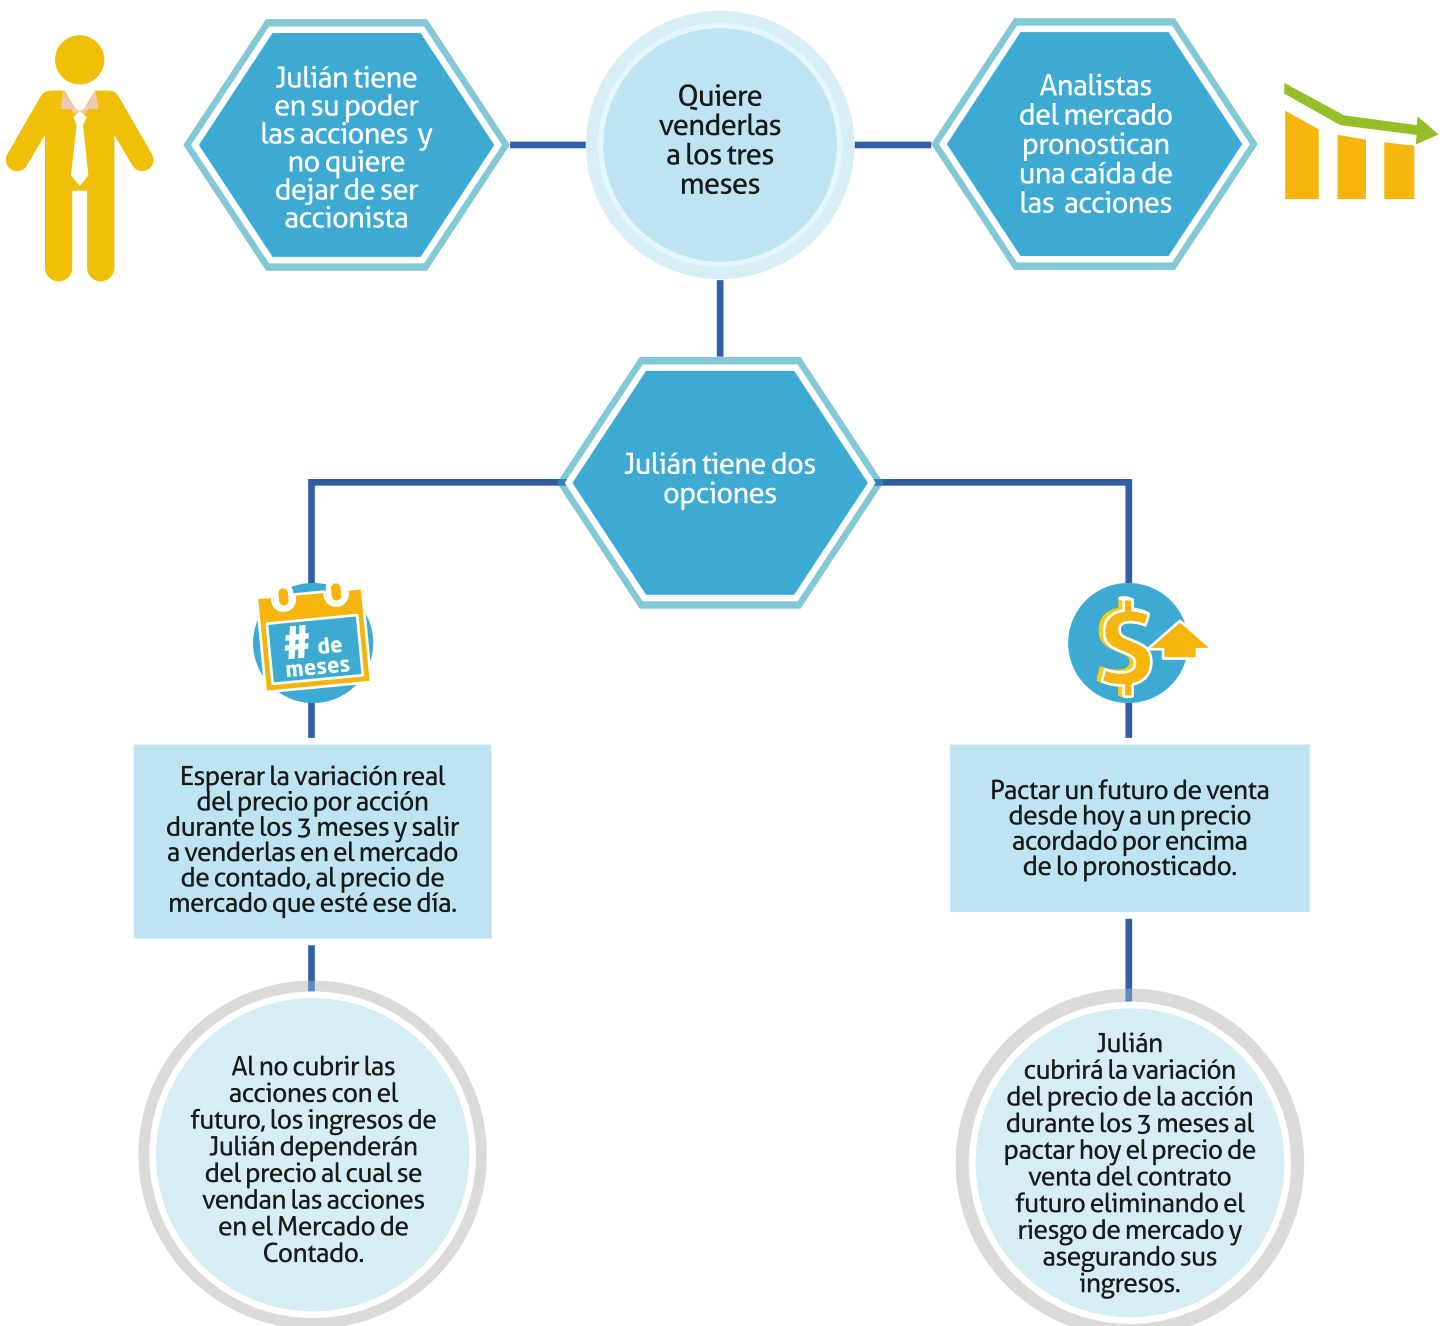 Julián tiene
en su poder
las acciones y
no quiere
dejar de ser
accionista
Quiere
venderlas
a los tres
meses
Analistas
del mercado
pronostican
una caída de
las acciones
Julián tiene dos
opciones
# de
meses
$
Esperar la variación real
del precio por acción
durante los 3 meses y salir
a venderlas en el mercado
de contado, al precio de
mercado que esté ese día.
Pactar un futuro de venta
desde hoy a un precio
acordado por encima
de lo pronosticado.
Al no cubrir las
acciones con el
futuro, los ingresos de
Julián dependerán
del precio al cual se
vendan las acciones
en el Mercado de
Contado.
Julián
cubrirá la variación
del precio de la acción
durante los 3 meses al
pactar hoy el precio de
venta del contrato
futuro eliminando el
riesgo de mercado y
asegurando sus
ingresos.